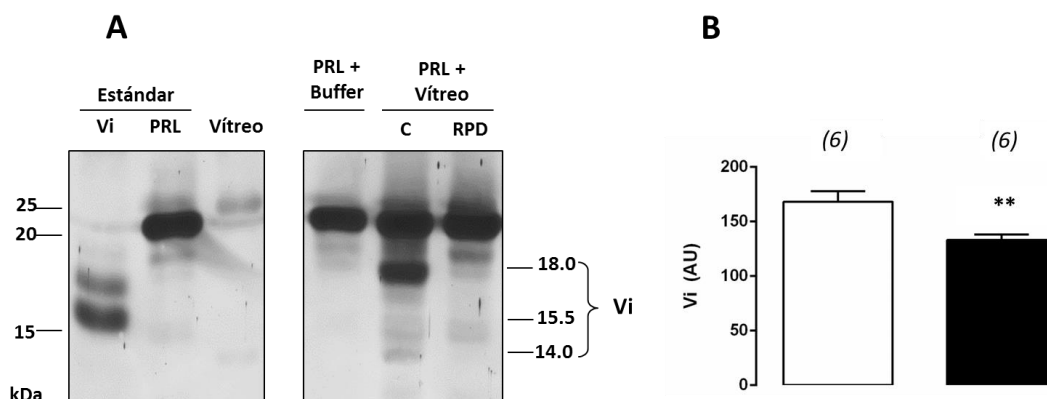 A
B
Estándar
Vi PRL Vítreo
PRL + Buffer
PRL + Vítreo
C RPD
25
20
15
kDa
18.0
15.5
14.0
Vi
(6) (6)
**
Vi (AU)
200
150
100
50
0